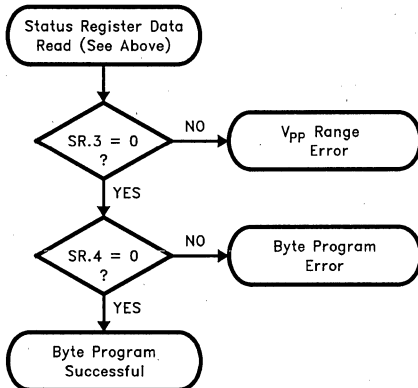 Status Register Data
Read (See Above)
SR.3 = 0
?
NO
VPP Range
Error
YES
SR.4 = 0
?
NO
Byte Program
Error
YES
Byte Program
Successful